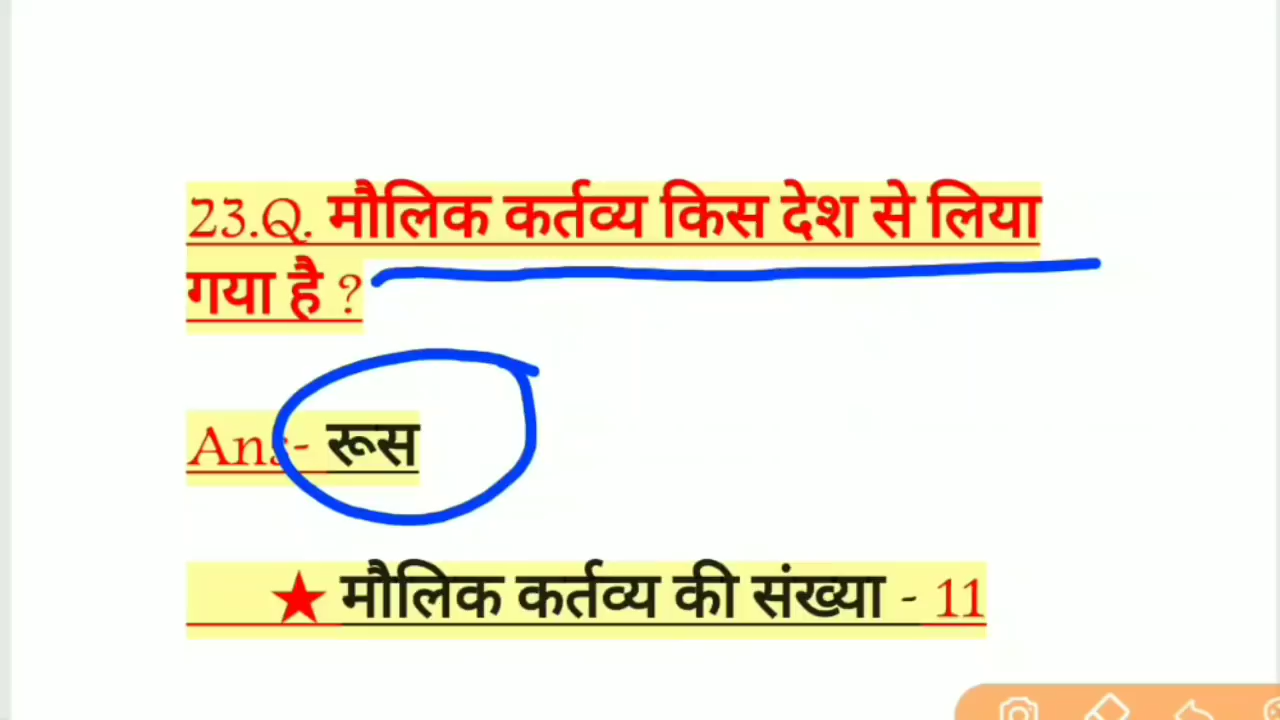 23.Q. मौलिक कर्तव्य किस देश से लिया
गया है ?
Ans- रूस
★ मौलिक कर्तव्य की संख्या - 11